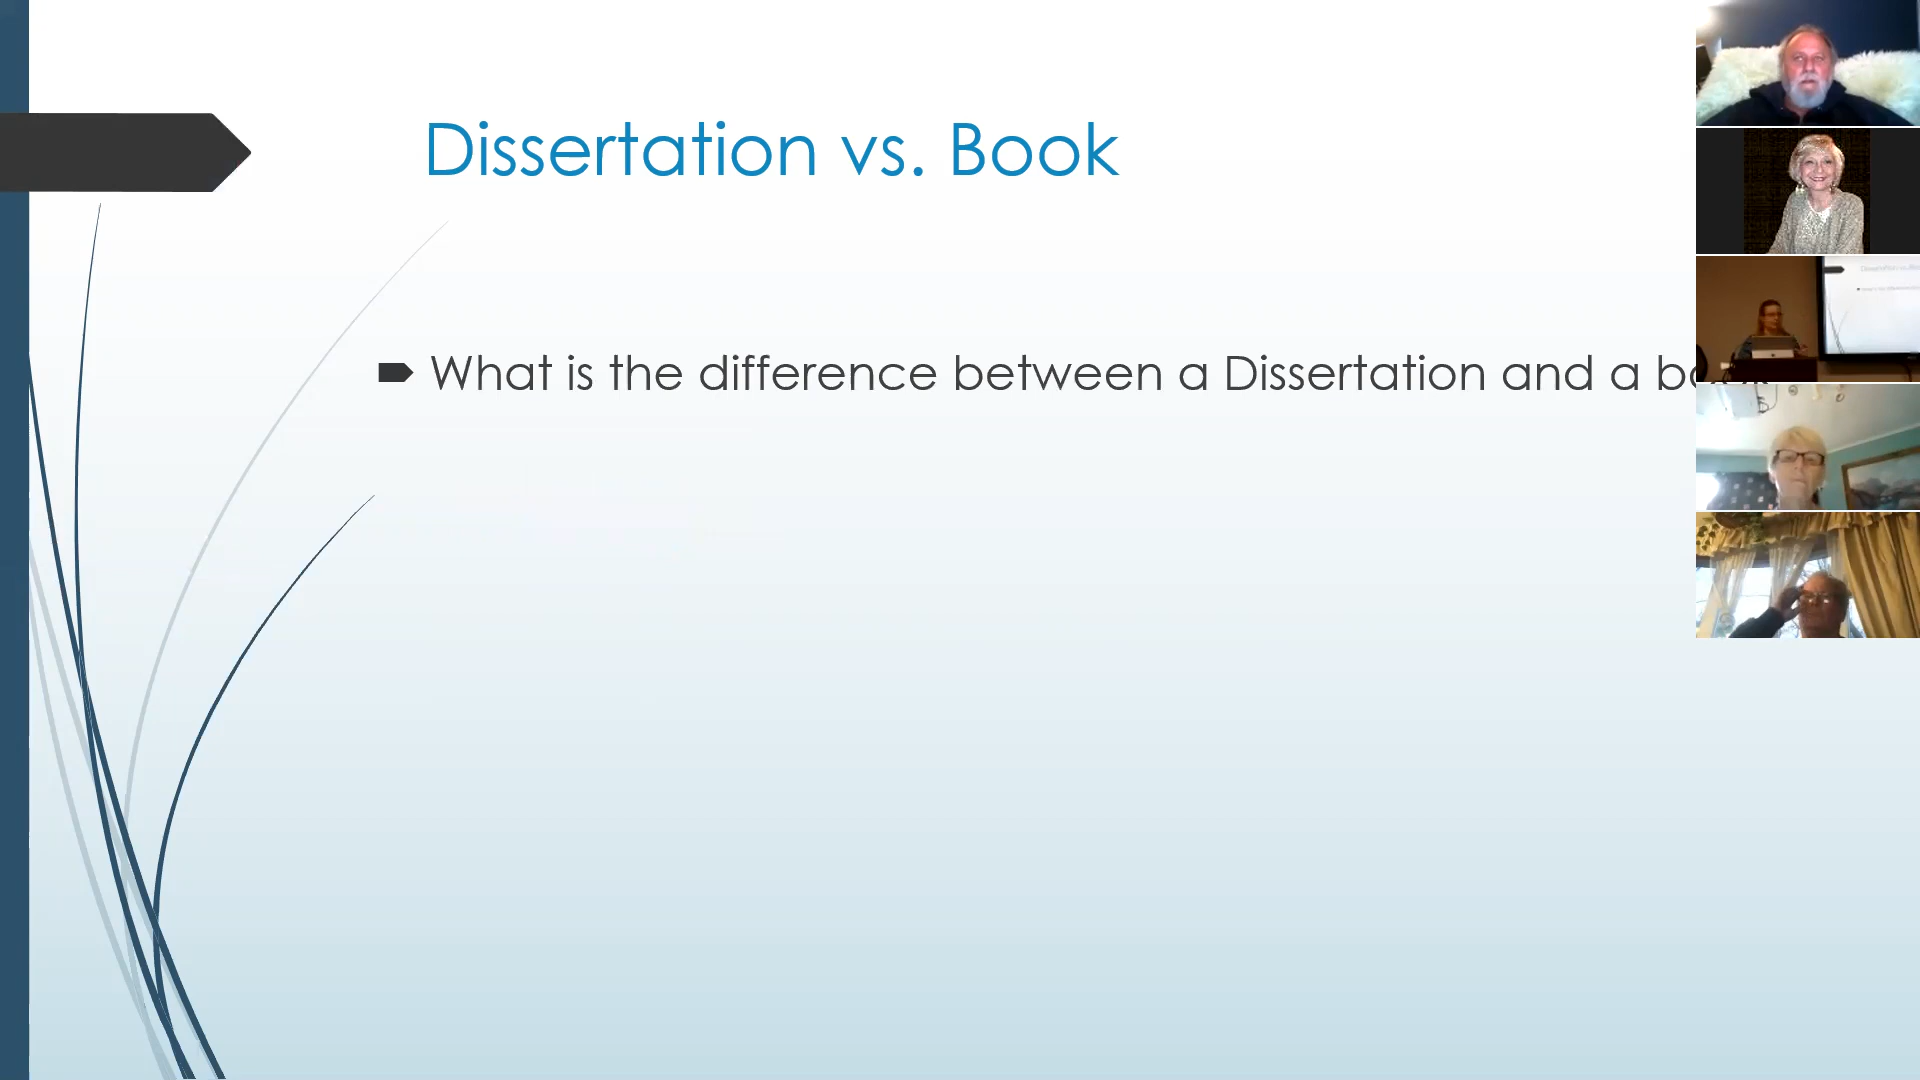 Dissertation vs. Book
What is the difference between a Dissertation and a